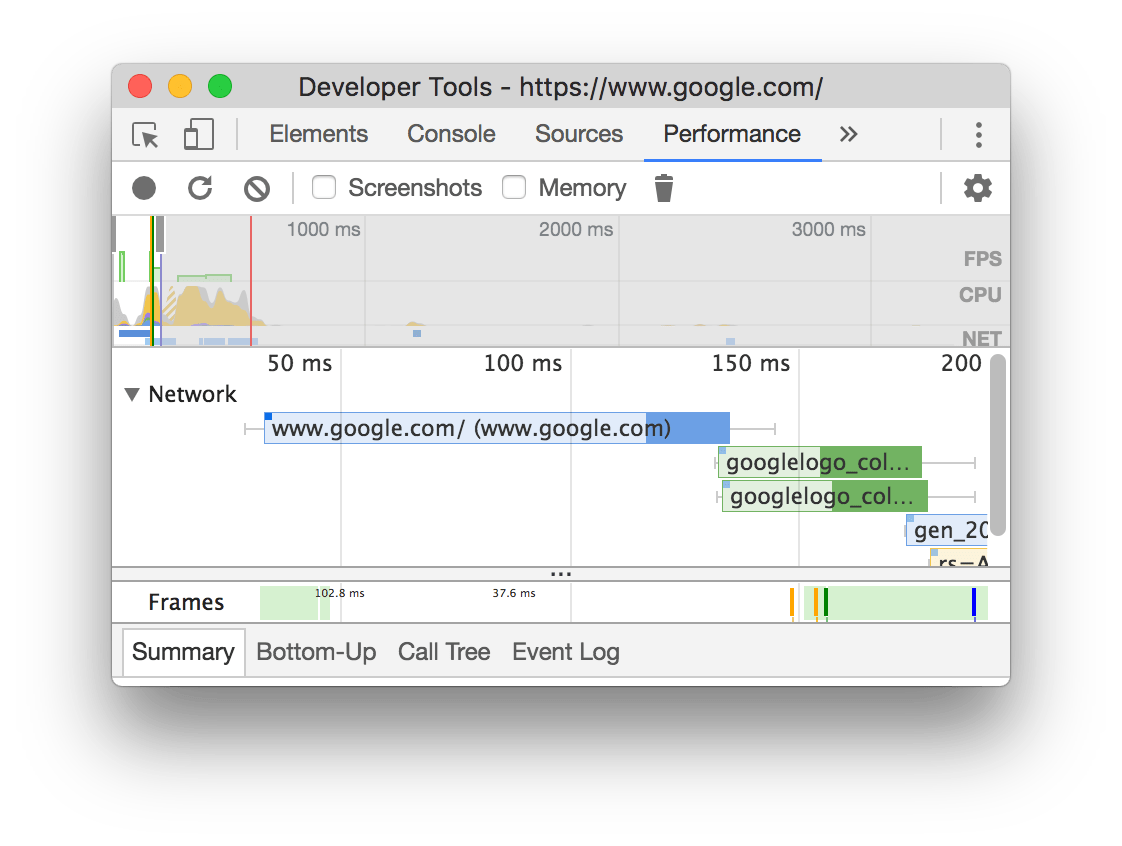 Developer Tools - https://www.google.com/
Elements Console Sources Performance »
Screenshots Memory
1000 ms 2000 ms 3000 ms
FPS
CPU
NET
50 ms 100 ms 150 ms 200
Network
www.google.com/ (www.google.com)
googlelogo_col…
googlelogo_col…
gen_20
rs-A
Frames 102.8 ms 37.6 ms
Summary Bottom-Up Call Tree Event Log